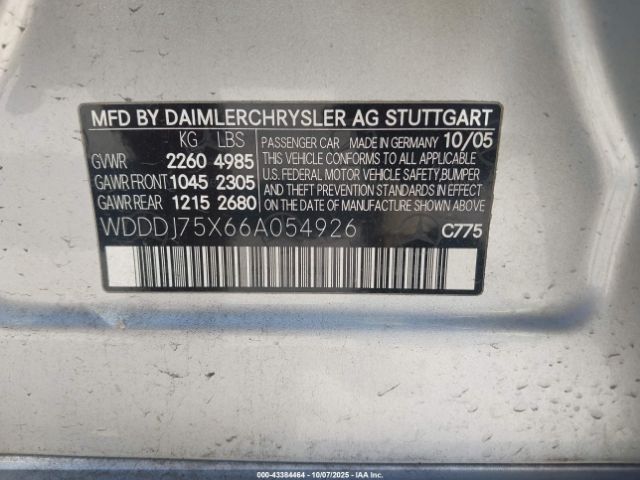 MFD BY DAIMLERCHRYSLER AG STUTTGART
KG LBS
GVWR 2260 4985
GAWR FRONT 1045 2305
GAWR REAR 1215 2680
PASSENGER CAR MADE IN GERMANY 10/05
THIS VEHICLE CONFORMS TO ALL APPLICABLE
U.S. FEDERAL MOTOR VEHICLE SAFETY, BUMPER
AND THEFT PREVENTION STANDARDS IN EFFECT
ON THE DATE OF MANUFACTURE SHOWN ABOVE.
WDDDJ75X66A054926 C775
000-43384464 - 10/07/2025 - IAA Inc.